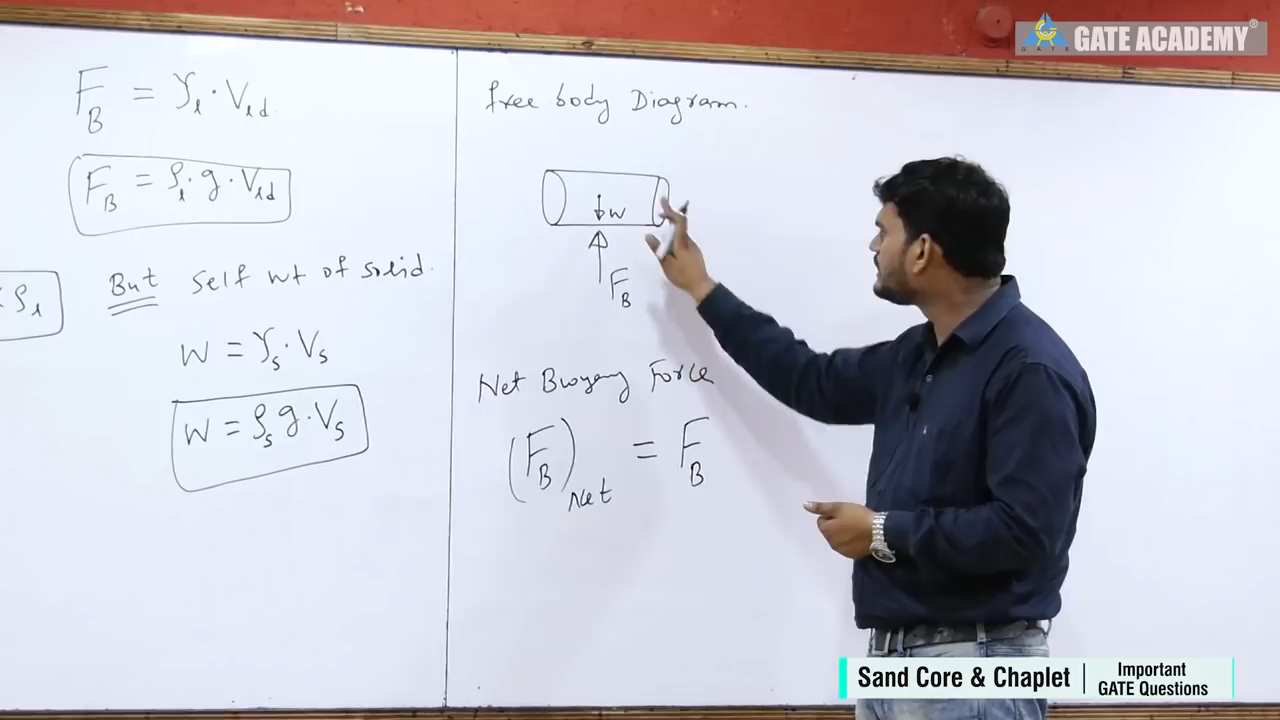 F_B = γ_l · V_ld.
F_B = ρ_l · g · V_ld
< ρ_l
But self wt of solid.
W = γ_s · V_s
W = ρ_s g · V_s
free body Diagram.
W
F_B
Net Buoyancy Force
(F_B)_net = F_B
GATE
GATE ACADEMY®
Sand Core & Chaplet
Important
GATE Questions